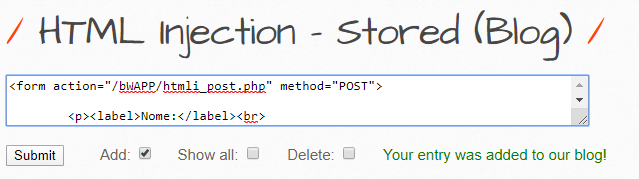 / HTML Injection - Stored (Blog) /
<form action="/bWAPP/htmli_post.php" method="POST">
<p><label>Nome:</label><br>
Submit Add: Show all: Delete: Your entry was added to our blog!